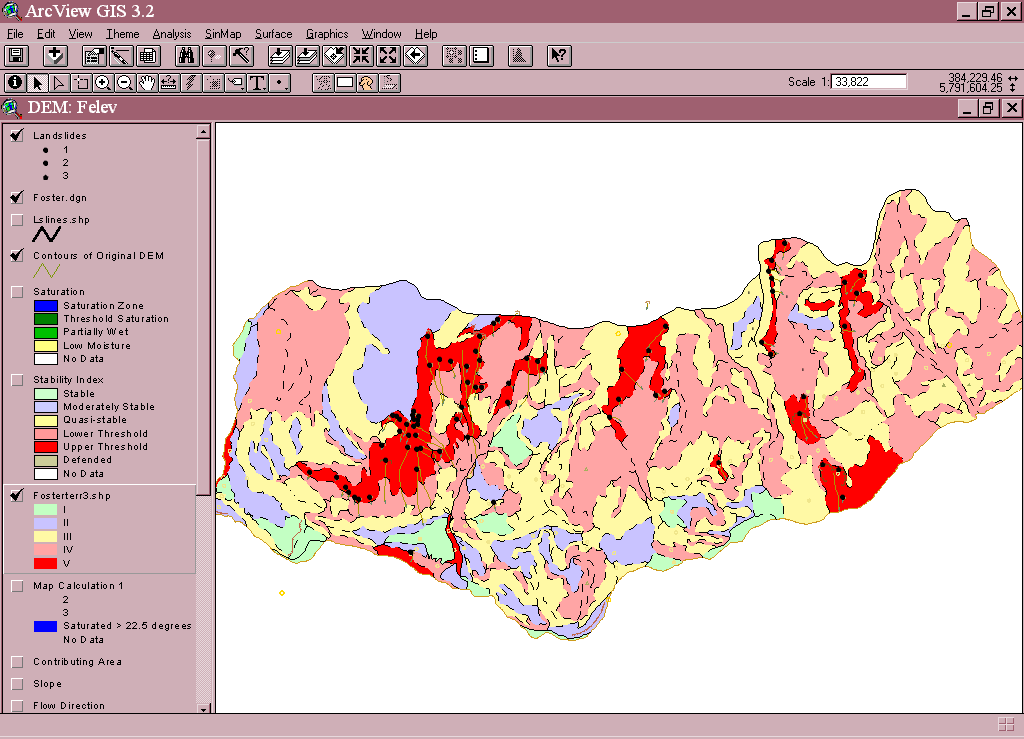 ArcView GIS 3.2
File Edit View Theme Analysis SinMap Surface Graphics Window Help
Scale 1: 33,822
384,229.46
5,791,604.25
DEM: Felev
Landslides
1
2
3
Foster.dgn
Lslines.shp
Contours of Original DEM
Saturation
Saturation Zone
Threshold Saturation
Partially Wet
Low Moisture
No Data
Stability Index
Stable
Moderately Stable
Quasi-stable
Lower Threshold
Upper Threshold
Defended
No Data
Fosterterr3.shp
I
II
III
IV
V
Map Calculation 1
2
3
Saturated > 22.5 degrees
No Data
Contributing Area
Slope
Flow Direction